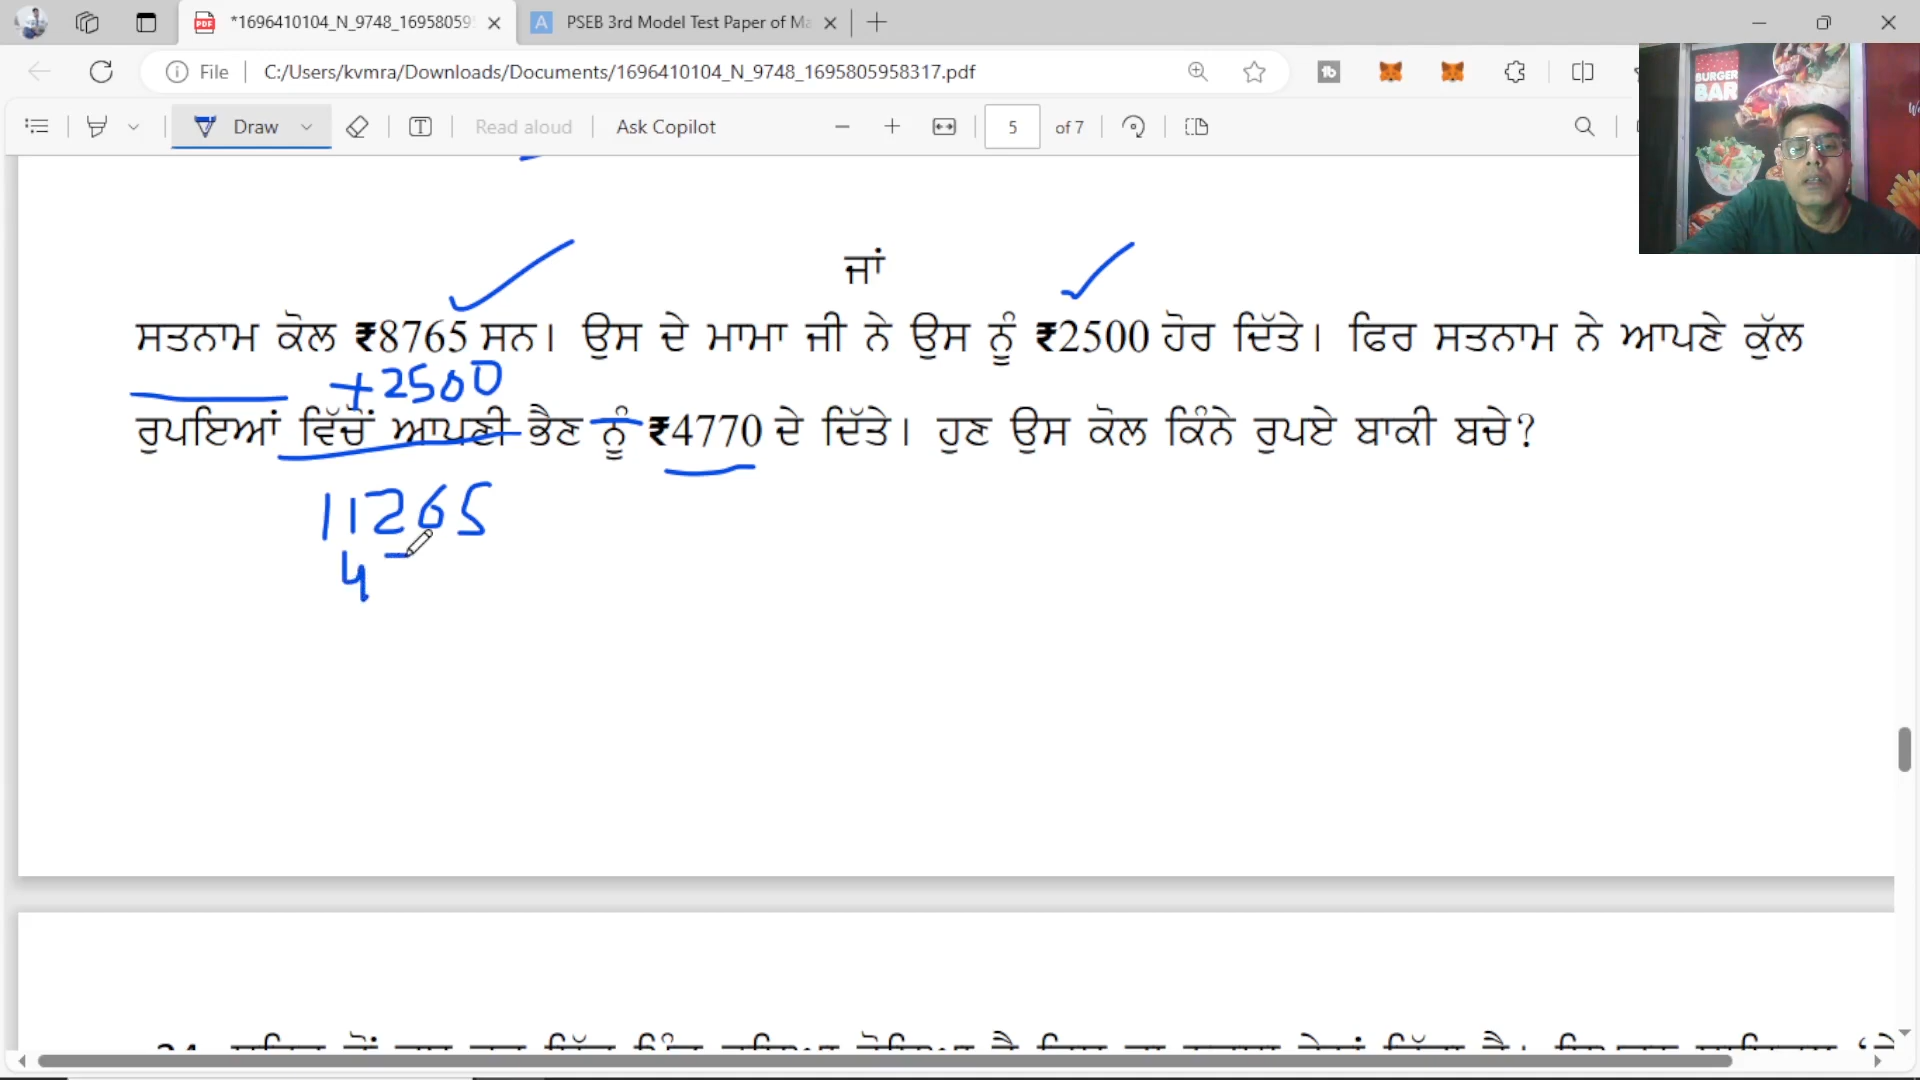 *1696410104_N_9748_169580595
PSEB 3rd Model Test Paper of Ma
File
C:/Users/kvmra/Downloads/Documents/1696410104_N_9748_1695805958317.pdf
BURGER
BAR
Draw
Read aloud
Ask Copilot
5
of 7
ਜਾਂ
ਸਤਨਾਮ ਕੋਲ ₹8765 ਸਨ। ਉਸ ਦੇ ਮਾਮਾ ਜੀ ਨੇ ਉਸ ਨੂੰ ₹2500 ਹੋਰ ਦਿੱਤੇ। ਫਿਰ ਸਤਨਾਮ ਨੇ ਆਪਣੇ ਕੁੱਲ
+2500
ਰੁਪਇਆਂ ਵਿੱਚੋਂ ਆਪਣੀ ਭੈਣ ਨੂੰ ₹4770 ਦੇ ਦਿੱਤੇ। ਹੁਣ ਉਸ ਕੋਲ ਕਿੰਨੇ ਰੁਪਏ ਬਾਕੀ ਬਚੇ?
11265
4